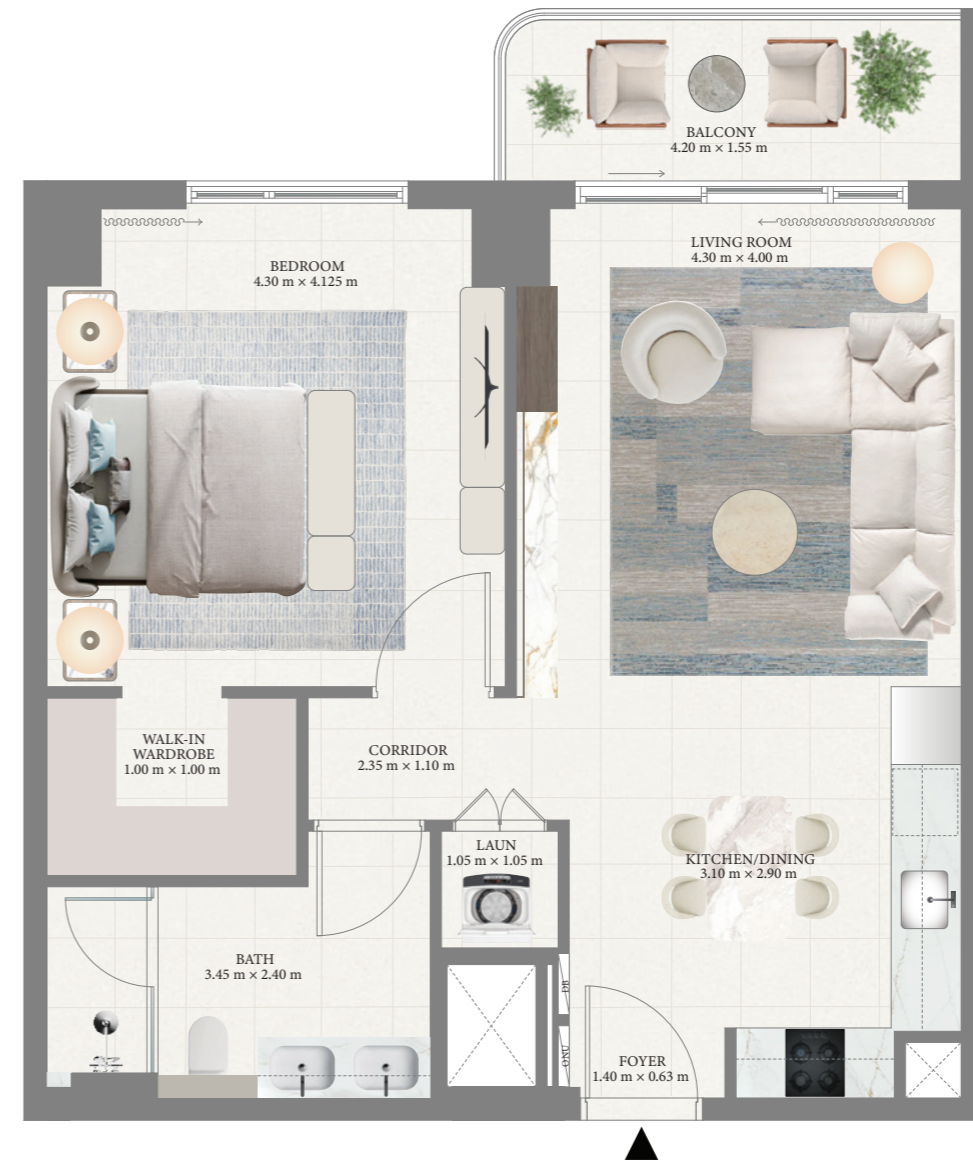 BALCONY
4.20 m × 1.55 m
LIVING ROOM
4.30 m × 4.00 m
BEDROOM
4.30 m × 4.125 m
WALK-IN
WARDROBE
1.00 m × 1.00 m
CORRIDOR
2.35 m × 1.10 m
LAUN
1.05 m × 1.05 m
KITCHEN/DINING
3.10 m × 2.90 m
BATH
3.45 m × 2.40 m
DB
ONU
FOYER
1.40 m × 0.63 m